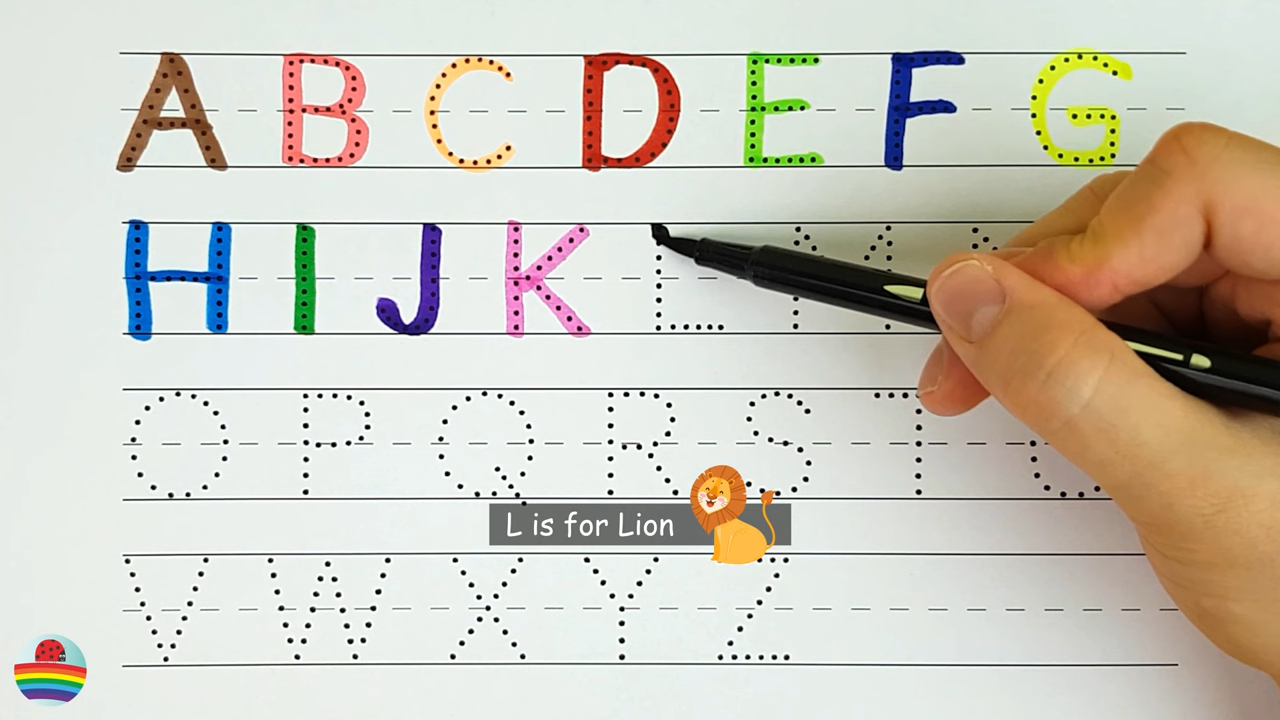 A B C D E F G
H I J K L M
O P Q R S T U
L is for Lion
V W X Y Z